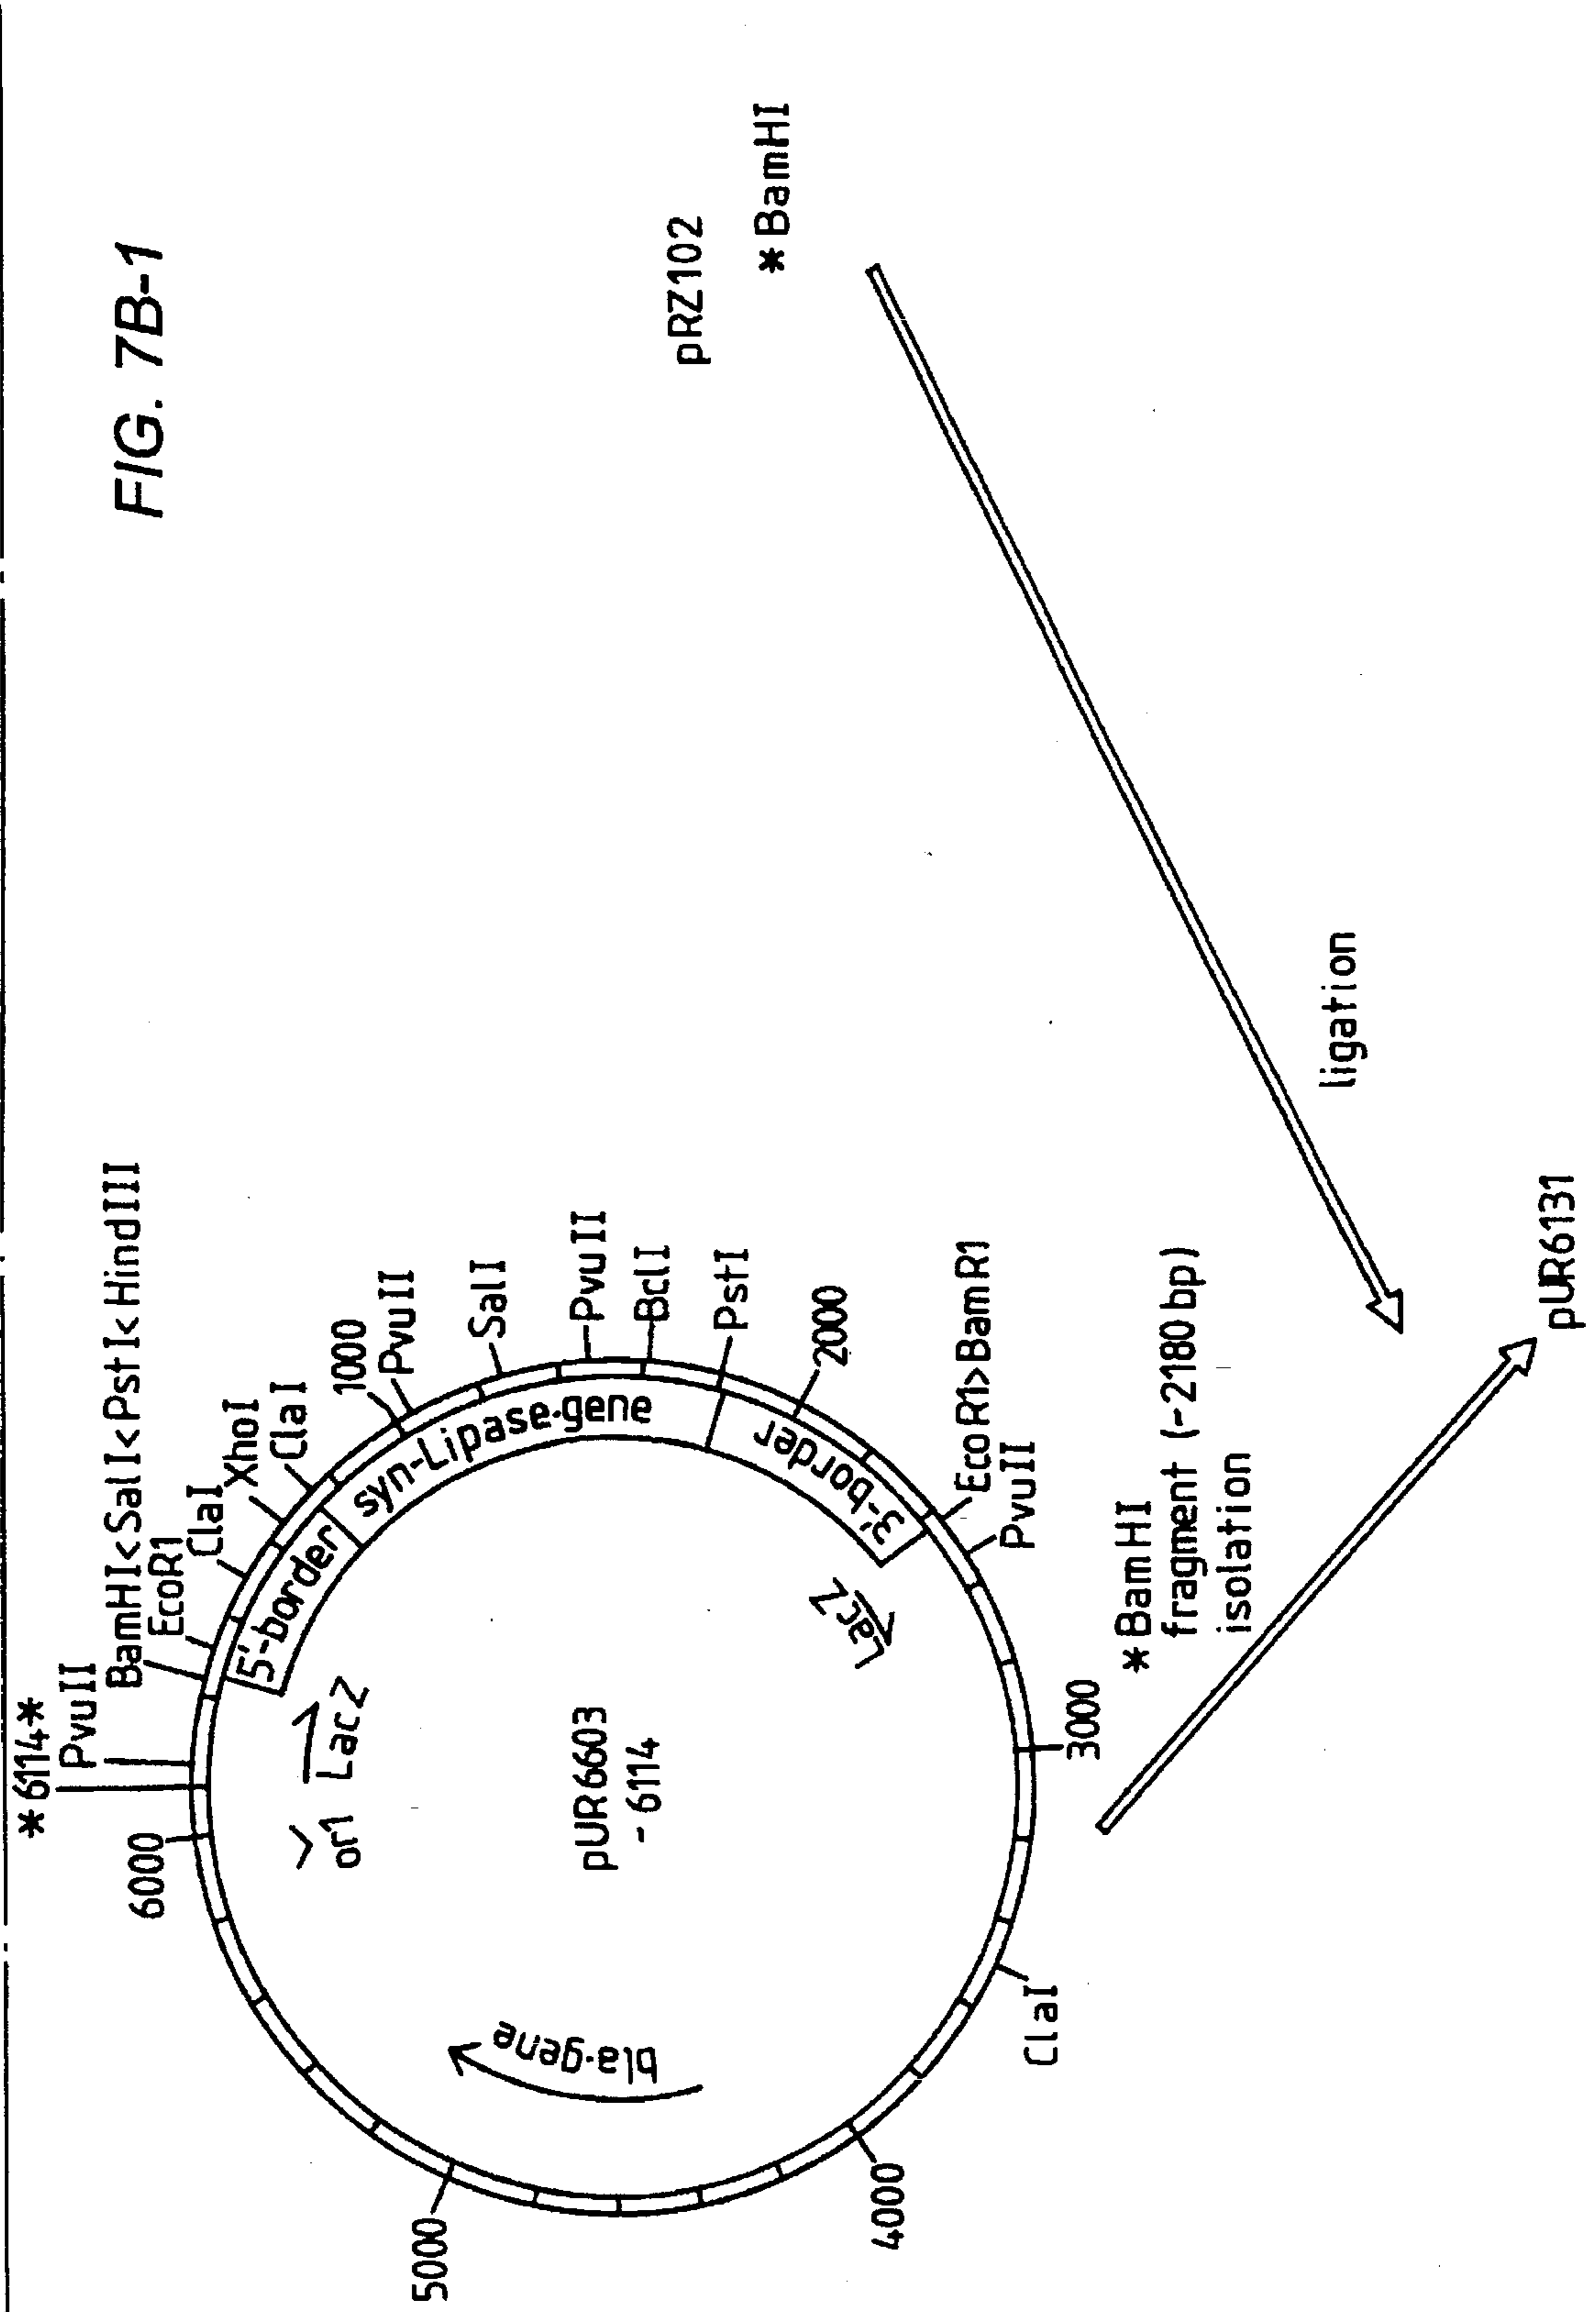 FIG. 7B-1
*6114*
6000
PvuII
BamHI<SalI<PstI<HindIII
EcoR1
ClaI
XhoI
ClaI
1000
PvuII
SalI
PvuII
BclI
PstI
2000
EcoR1>BamR1
PvuII
3000
ClaI
4000
5000
5'-border
syn-Lipase-gene
3'-border
ori
LacZ
LacZ
bla-gene
pUR6603
-6114
pRZ102
*BamHI
*BamHI
fragment (~2180bp)
isolation
ligation
pUR6131